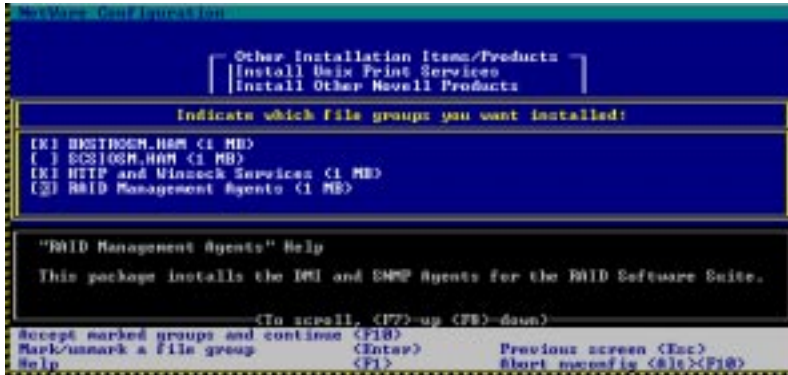 NetWare Configuration
Other Installation Items/Products
Install Unix Print Services
Install Other Novell Products
Indicate which file groups you want installed:
[X] BKSTROSM.HAM (1 MB)
[ ] SCSIOSM.HAM (1 MB)
[X] HTTP and Winsock Services (1 MB)
[X] RAID Management Agents (1 MB)
"RAID Management Agents" Help
This package installs the DMI and SNMP Agents for the RAID Software Suite.
(To scroll, <F7>-up <F8>-down)
Accept marked groups and continue <F10>
Mark/unmark a file group <Enter> Previous screen <Esc>
Help <F1> Abort nwconfig <Alt><F10>